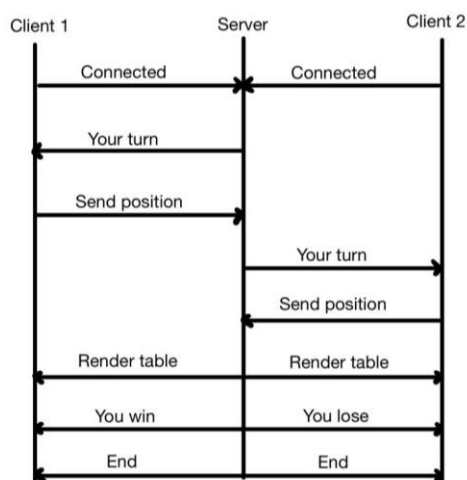 Client 1 Server Client 2
Connected Connected
Your turn
Send position
Your turn
Send position
Render table Render table
You win You lose
End End